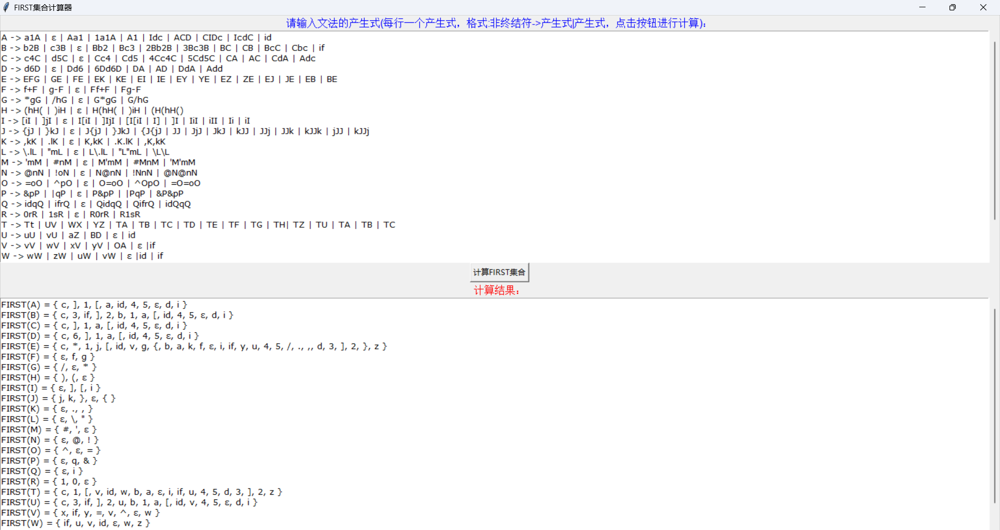 FIRST集合计算器
请输入文法的产生式(每行一个产生式，格式:非终结符->产生式|产生式，点击按钮进行计算)：
A -> a1A | ε | Aa1 | 1a1A | A1 | Idc | ACD | CIDc | IcdC | id
B -> b2B | c3B | ε | Bb2 | Bc3 | 2Bb2B | 3Bc3B | BC | CB | BcC | Cbc | if
C -> c4C | d5C | ε | Cc4 | Cd5 | 4Cc4C | 5Cd5C | CA | AC | CdA | Adc
D -> d6D | ε | Dd6 | 6Dd6D | DA | AD | DdA | Add
E -> EFG | GE | FE | EK | KE | EI | IE | EY | YE | EZ | ZE | EJ | JE | EB | BE
F -> f+F | g-F | ε | Ff+F | Fg-F
G -> *gG | /hG | ε | G*gG | G/hG
H -> (hH( | )iH | ε | H(hH( | )iH | (H(hH()
I -> [iI | ]jI | ε | I[iI | ]IjI | [I[iI | I] | ]I | IiI | iII | Ii | iI
J -> {jJ | }kJ | ε | J{jJ | }JkJ | {J{jJ | JJ | JjJ | JkJ | kJJ | JJj | JJk | kJJk | jJJ | kJJj
K -> ,kK | .lK | ε | K,kK | .K.lK | ,K,kK
L -> \.lL | "mL | ε | L\.lL | "L"mL | \L\L
M -> 'mM | #nM | ε | M'mM | #MnM | 'M'mM
N -> @nN | !oN | ε | N@nN | !NnN | @N@nN
O -> =oO | ^pO | ε | O=oO | ^OpO | =O=oO
P -> &pP | |qP | ε | P&pP | |PqP | &P&pP
Q -> idqQ | ifrQ | ε | QidqQ | QifrQ | idQqQ
R -> 0rR | 1sR | ε | R0rR | R1sR
T -> Tt | UV | WX | YZ | TA | TB | TC | TD | TE | TF | TG | TH| TZ | TU | TA | TB | TC
U -> uU | vU | aZ | BD | ε | id
V -> vV | wV | xV | yV | OA | ε |if
W -> wW | zW | uW | vW | ε |id | if
计算FIRST集合
计算结果：
FIRST(A) = { c, ], 1, [, a, id, 4, 5, ε, d, i }
FIRST(B) = { c, 3, if, ], 2, b, 1, a, [, id, 4, 5, ε, d, i }
FIRST(C) = { c, ], 1, a, [, id, 4, 5, ε, d, i }
FIRST(D) = { c, 6, ], 1, a, [, id, 4, 5, ε, d, i }
FIRST(E) = { c, *, 1, j, [, id, v, g, {, b, a, k, f, ε, i, if, y, u, 4, 5, /, ., ,, d, 3, ], 2, }, z }
FIRST(F) = { ε, f, g }
FIRST(G) = { /, ε, * }
FIRST(H) = { ), (, ε }
FIRST(I) = { ε, ], [, i }
FIRST(J) = { j, k, }, ε, { }
FIRST(K) = { ε, ., , }
FIRST(L) = { ε, \, " }
FIRST(M) = { #, ', ε }
FIRST(N) = { ε, @, ! }
FIRST(O) = { ^, ε, = }
FIRST(P) = { ε, q, & }
FIRST(Q) = { ε, i }
FIRST(R) = { 1, 0, ε }
FIRST(T) = { c, 1, [, v, id, w, b, a, ε, i, if, u, 4, 5, d, 3, ], 2, z }
FIRST(U) = { c, 3, if, ], 2, u, b, 1, a, [, id, v, 4, 5, ε, d, i }
FIRST(V) = { x, if, y, =, v, ^, ε, w }
FIRST(W) = { if, u, v, id, ε, w, z }